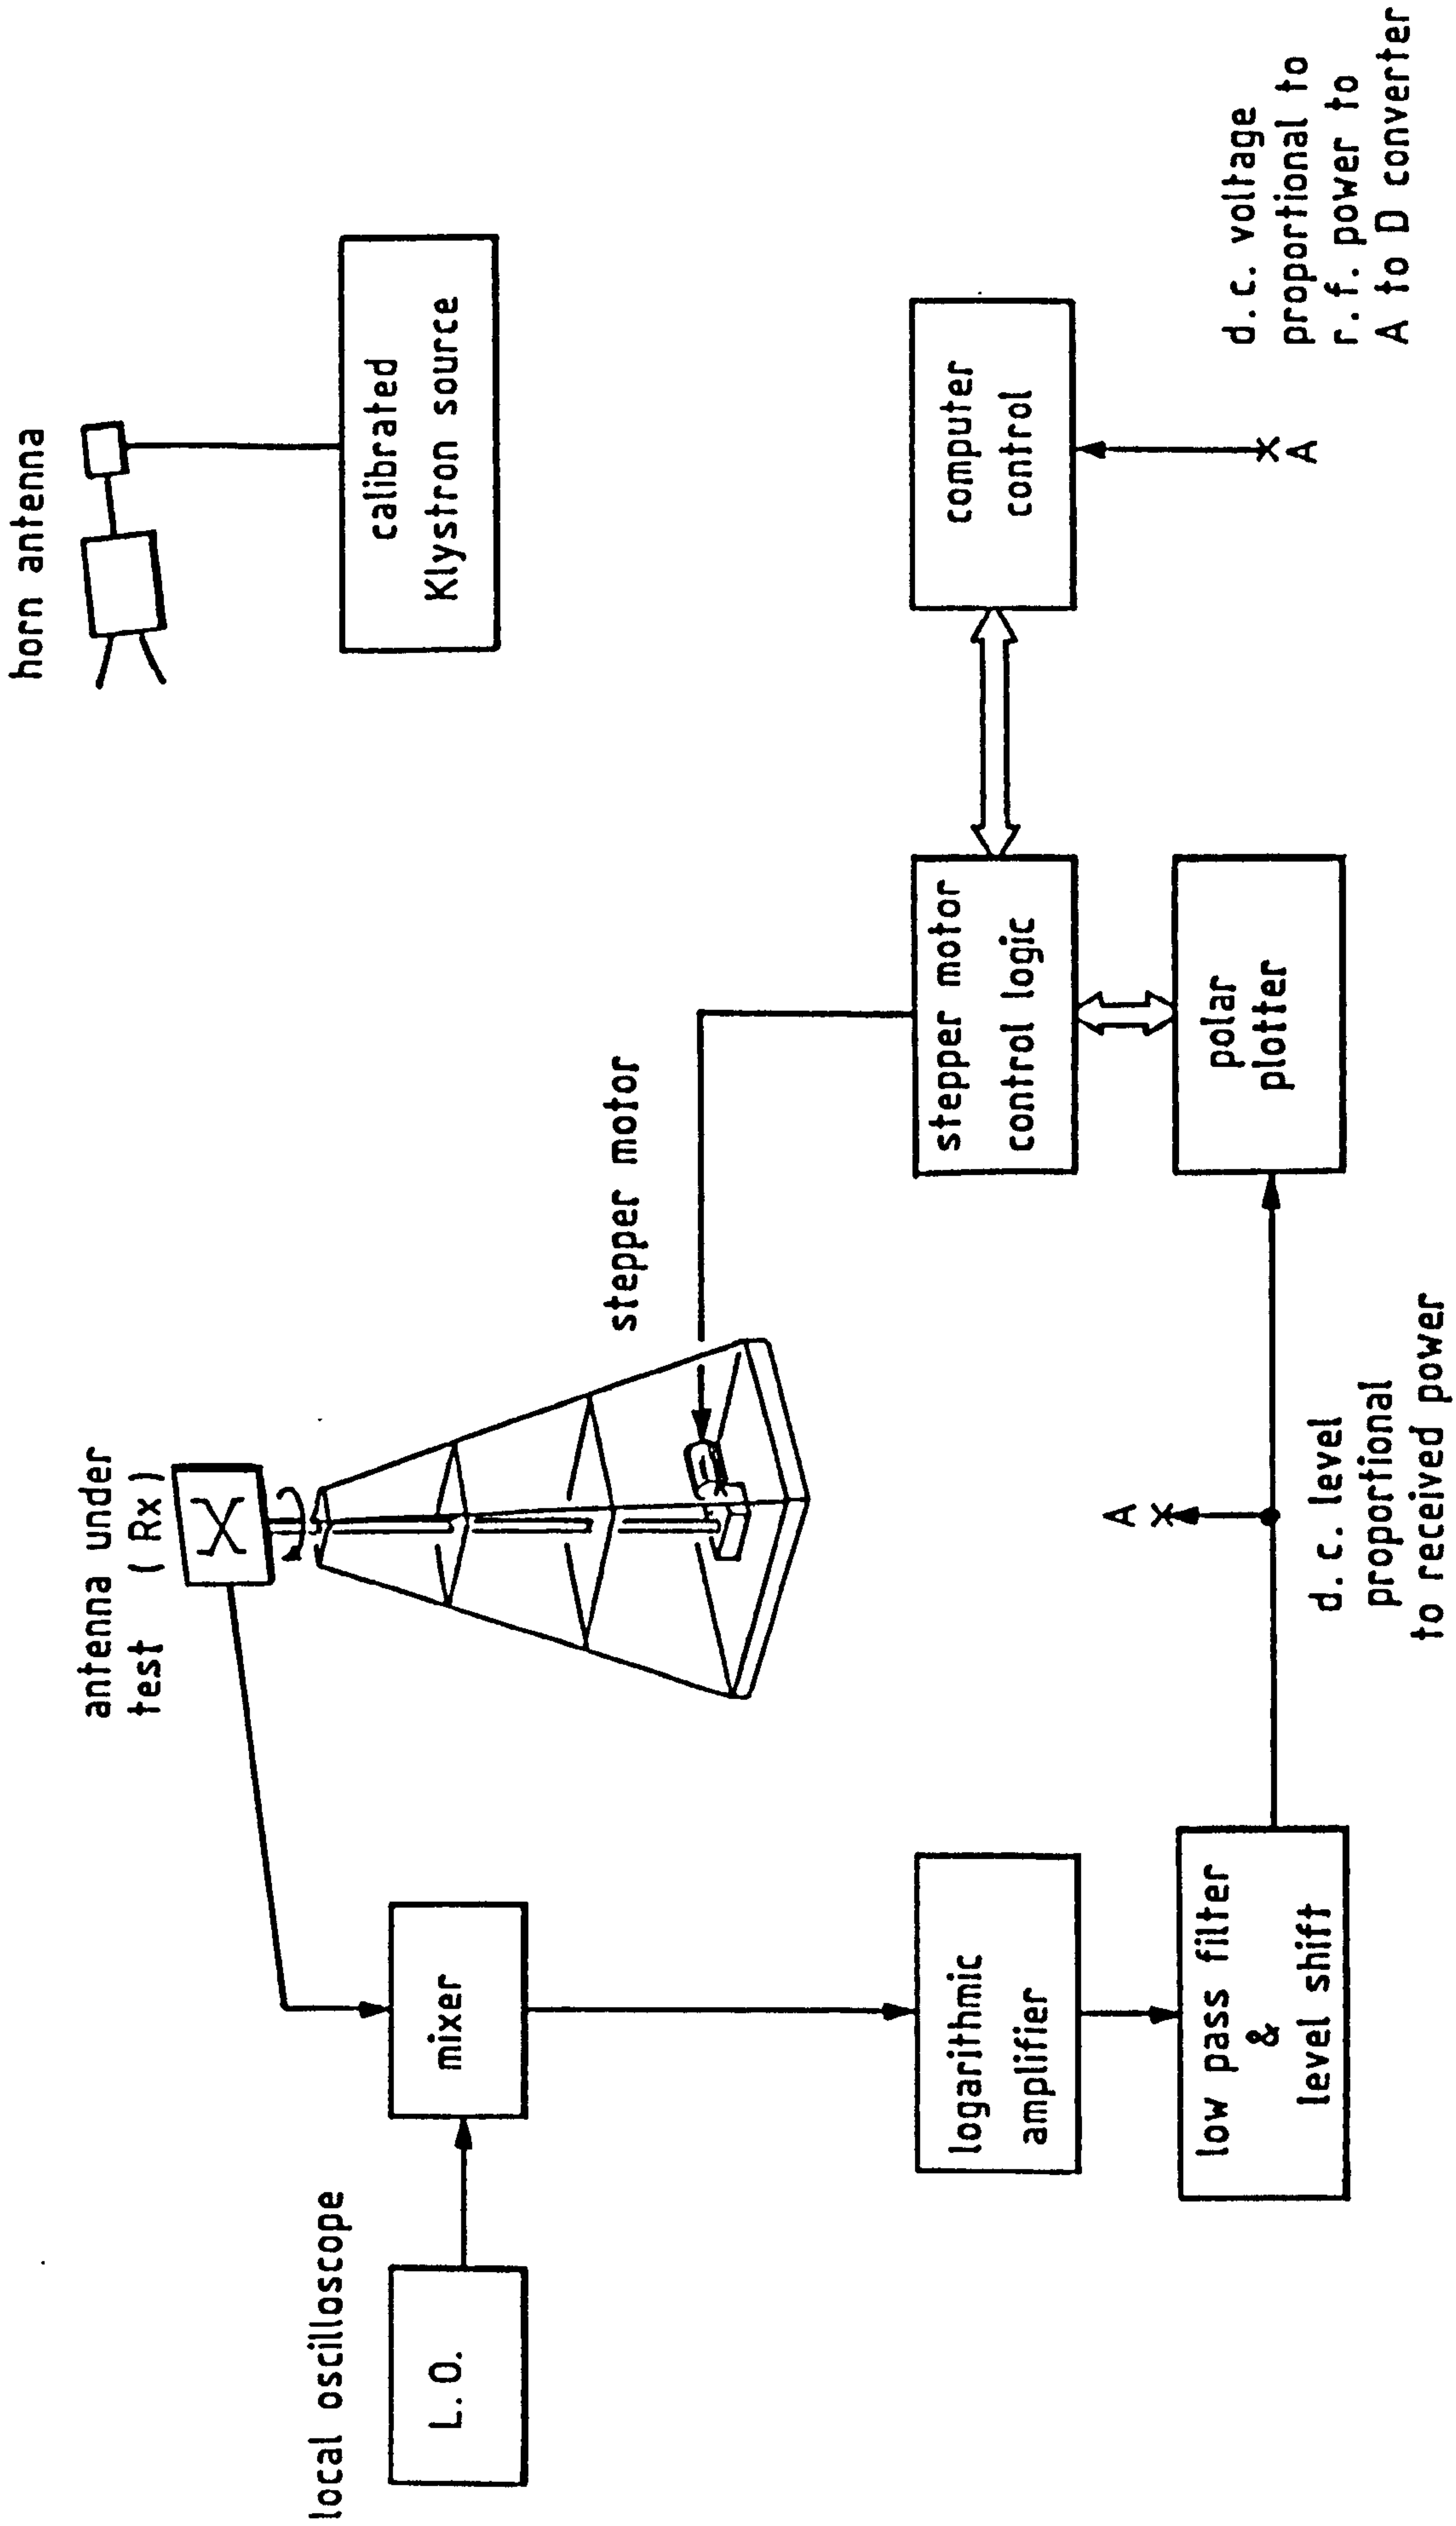 horn antenna
calibrated
Klystron source
antenna under
test ( Rx )
local oscilloscope
L.O.
mixer
stepper motor
stepper motor
control logic
computer
control
logarithmic
amplifier
low pass filter
&
level shift
polar
plotter
A
A
d.c. level
proportional
to received power
d.c. voltage
proportional to
r.f. power to
A to D converter